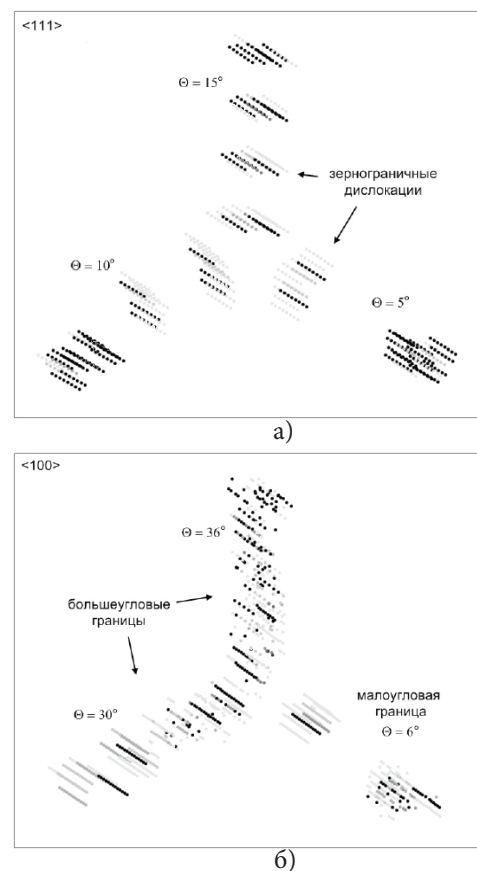 <111>
Θ = 15°
зернограничные
дислокации
Θ = 10°
Θ = 5°
а)
<100>
Θ = 36°
большеугловые
границы
малоугловая
граница
Θ = 30°
Θ = 6°
б)